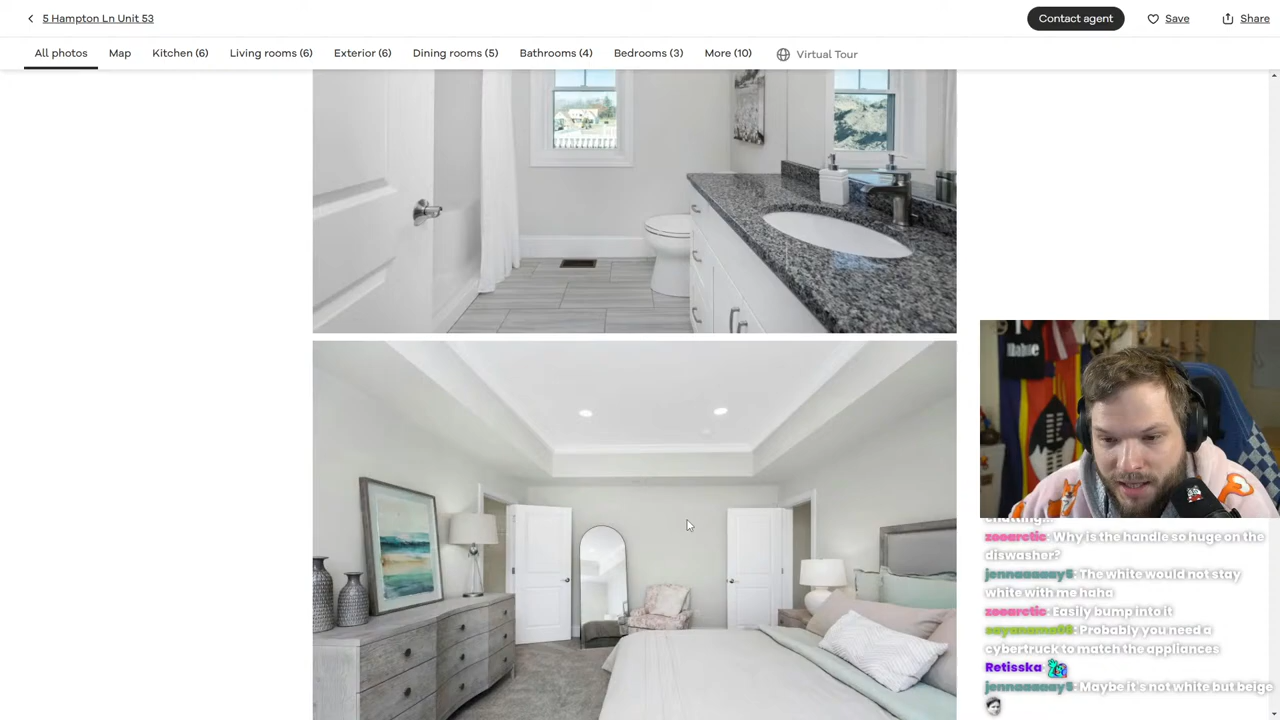 5 Hampton Ln Unit 53
Contact agent
Save
Share
All photos
Map
Kitchen (6)
Living rooms (6)
Exterior (6)
Dining rooms (5)
Bathrooms (4)
Bedrooms (3)
More (10)
Virtual Tour
chatting...
zooarctic: Why is the handle so huge on the
diswasher?
jennaaaaay5: The white would not stay
white with me haha
zooarctic: Easily bump into it
: Probably you need a
cybertruck to match the appliances
Retisska
jennaaaaay5: Maybe it's not white but beige